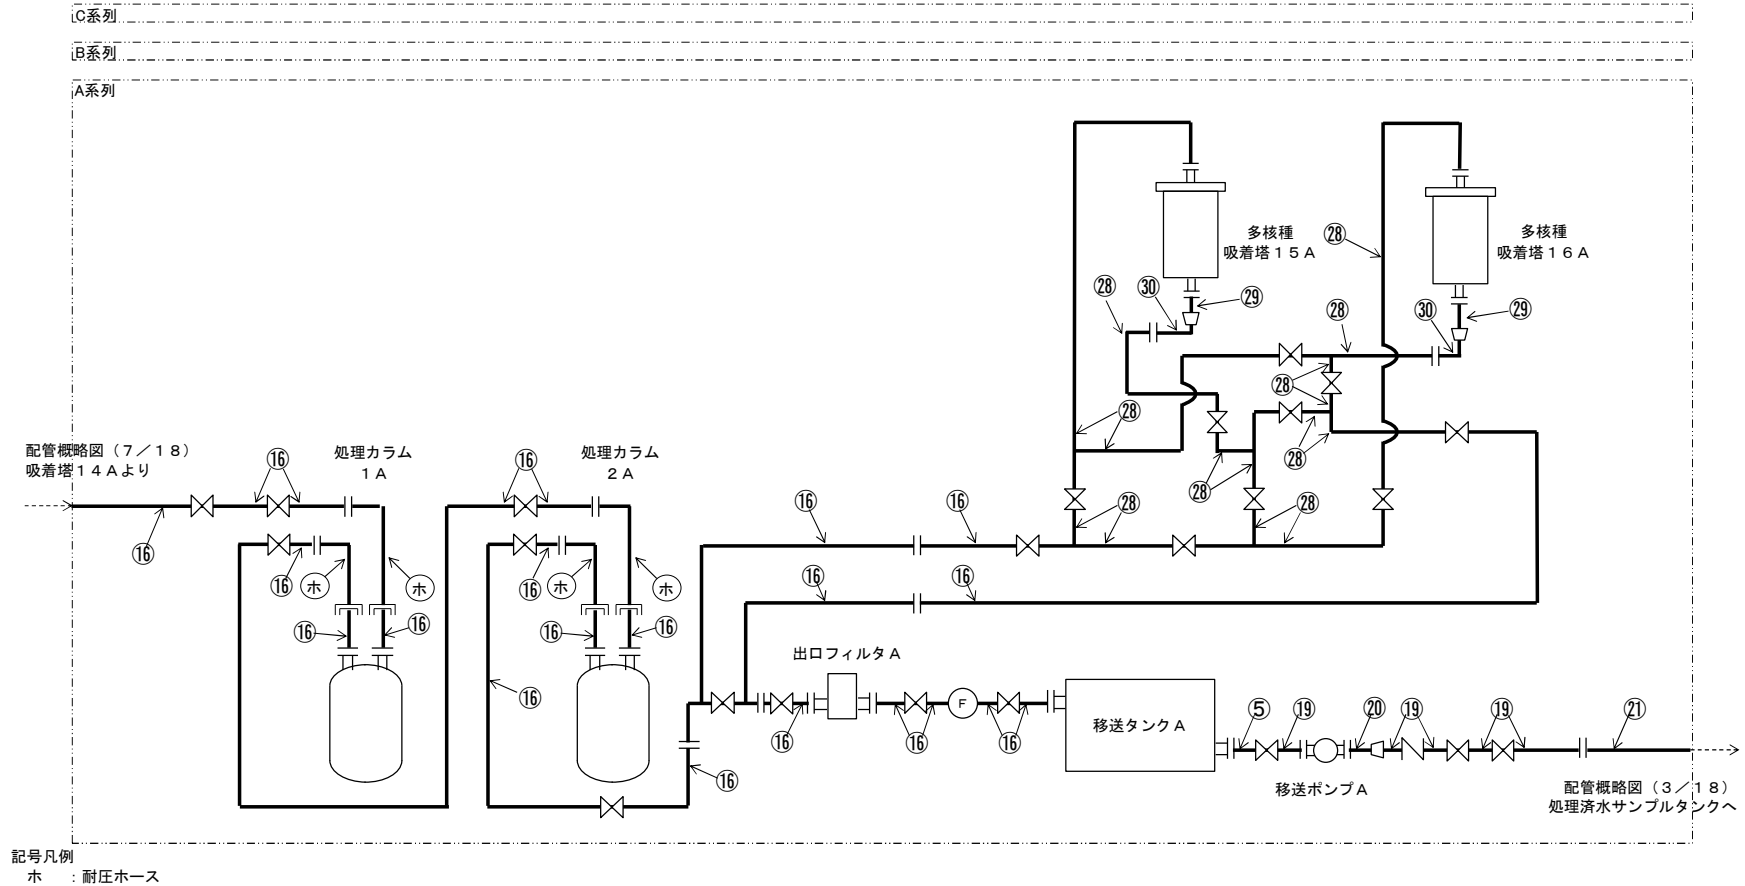 C系列
B系列
A系列
㉘
多核種
吸着塔１５A
多核種
吸着塔１６A
㉘
㉚
㉙
㉘
㉚
㉙
㉘
㉘
配管概略図（７／１８）
吸着塔１４Aより
⑯
処理カラム
１A
⑯
処理カラム
２A
㉘
㉘
⑯
⑯
㉘
㉘
⑯
⑯
ホ
ホ
⑯
ホ
ホ
⑯
⑯
⑯
⑯
⑯
⑯
出口フィルタA
⑯
F
移送タンクA
⑤
⑲
⑳
⑲
⑲
㉑
⑯
⑯
⑯
⑯
移送ポンプA
配管概略図（３／１８）
処理済水サンプルタンクへ
記号凡例
ホ ：耐圧ホース